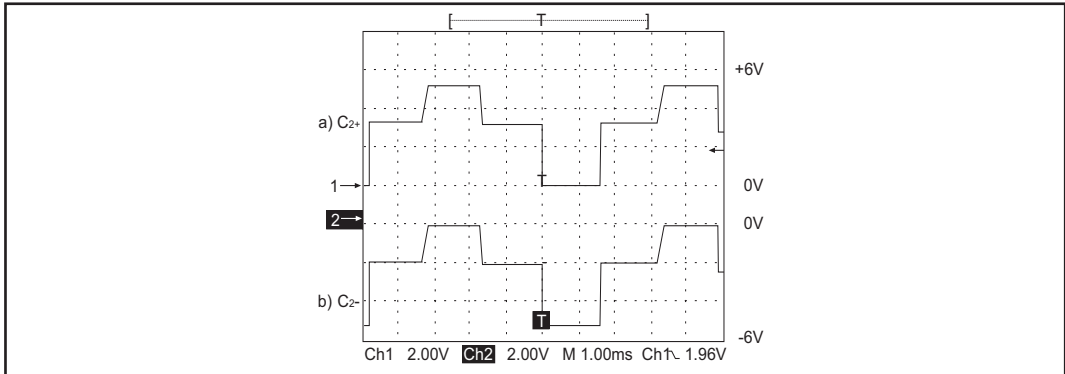 [ T ]
+6V
a) C2+
T
1
0V
2
0V
b) C2-
T
-6V
Ch1 2.00V Ch2 2.00V M 1.00ms Ch1 1.96V